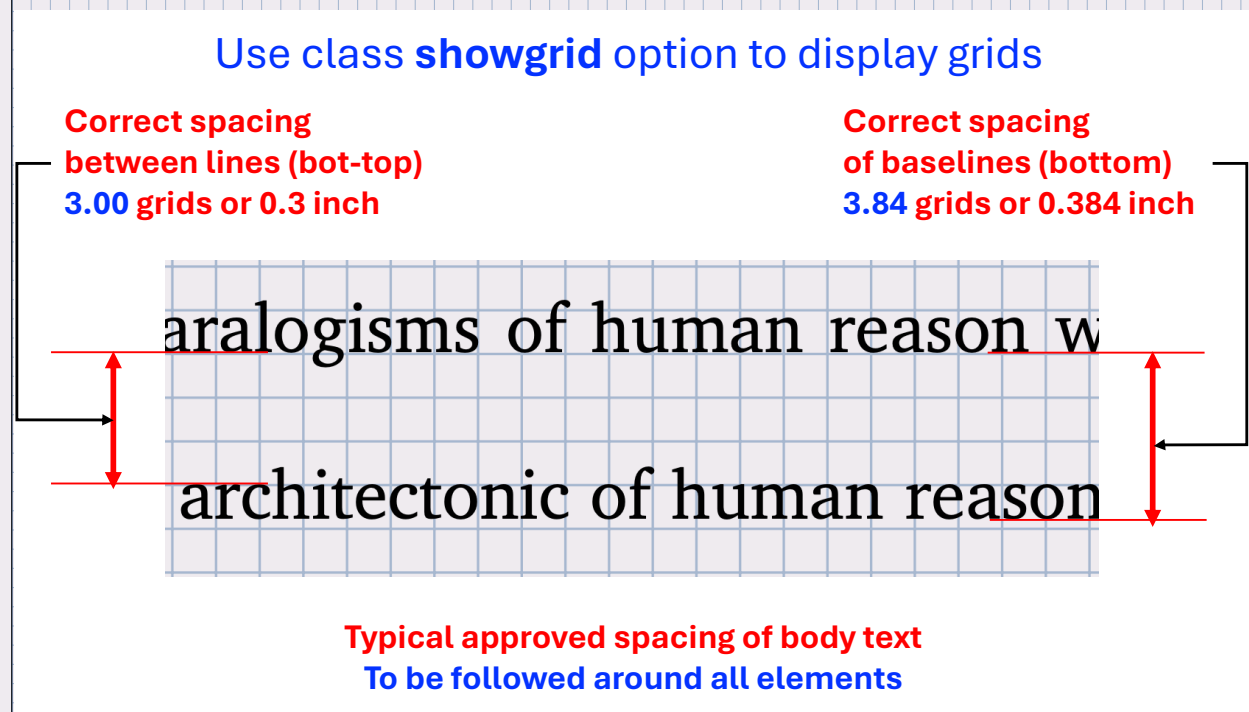 Use class showgrid option to display grids
Correct spacing
between lines (bot-top)
3.00 grids or 0.3 inch
Correct spacing
of baselines (bottom)
3.84 grids or 0.384 inch
aralogisms of human reason w
architectonic of human reason
Typical approved spacing of body text
To be followed around all elements